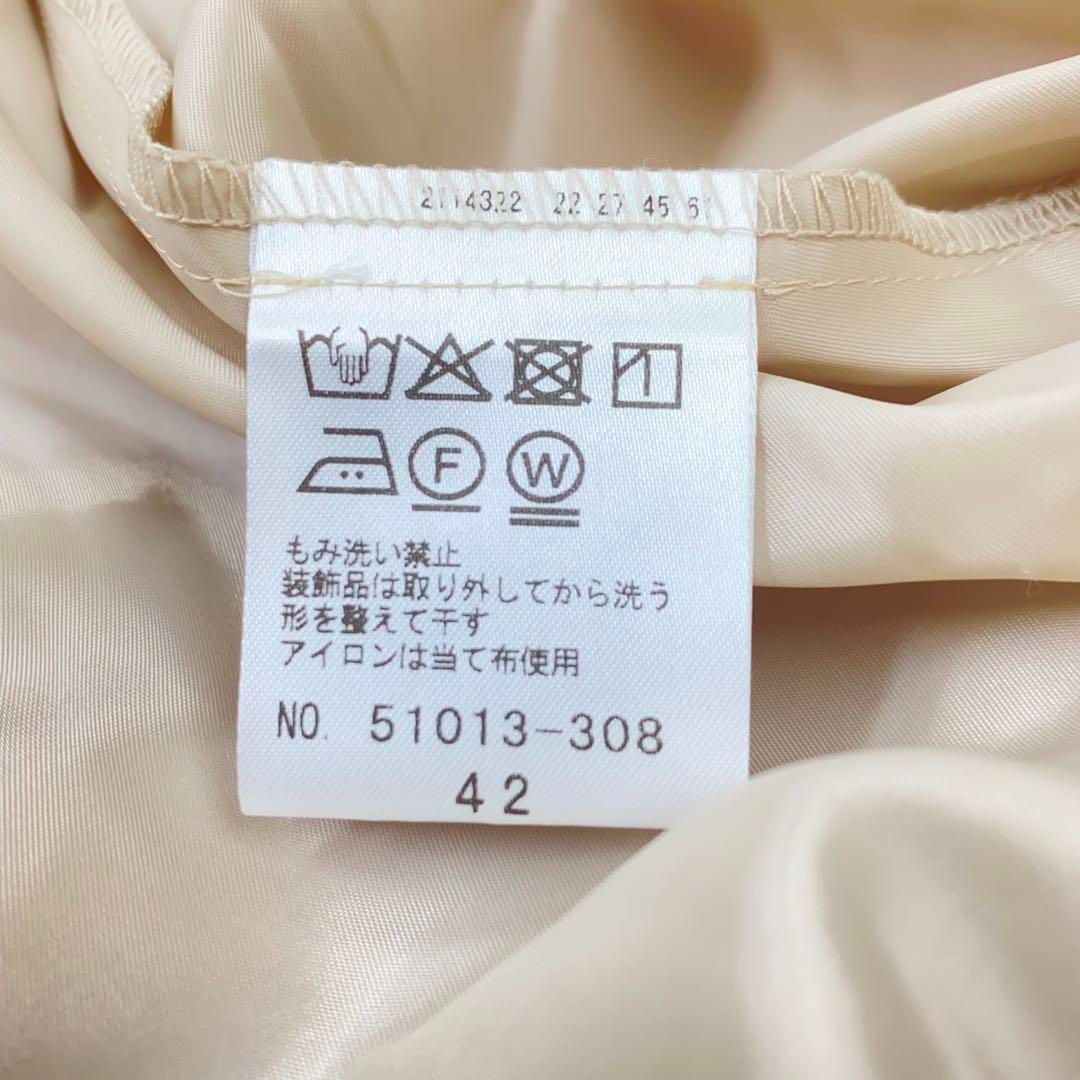 22 27 45
F W
もみ洗い禁止
装飾品は取り外してから洗う
形を整えて干す
アイロンは当て布使用
NO. 51013-308
42